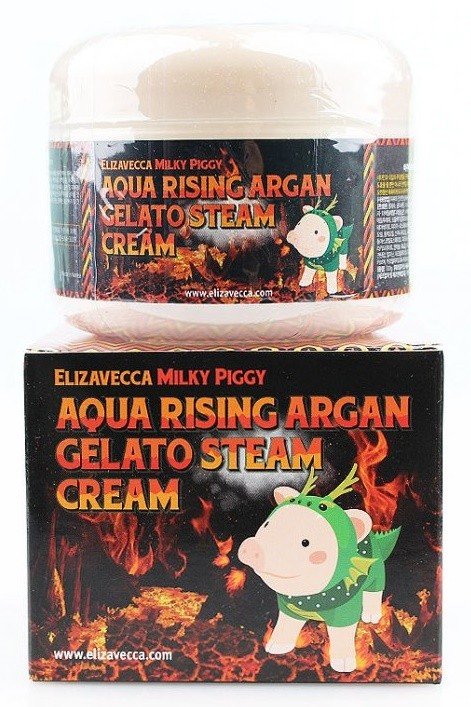 ELIZAVECCA MILKY PIGGY
AQUA RISING ARGAN
GELATO STEAM
CREAM
www.elizavecca.com
ELIZAVECCA MILKY PIGGY
AQUA RISING ARGAN
GELATO STEAM
CREAM
www.elizavecca.com